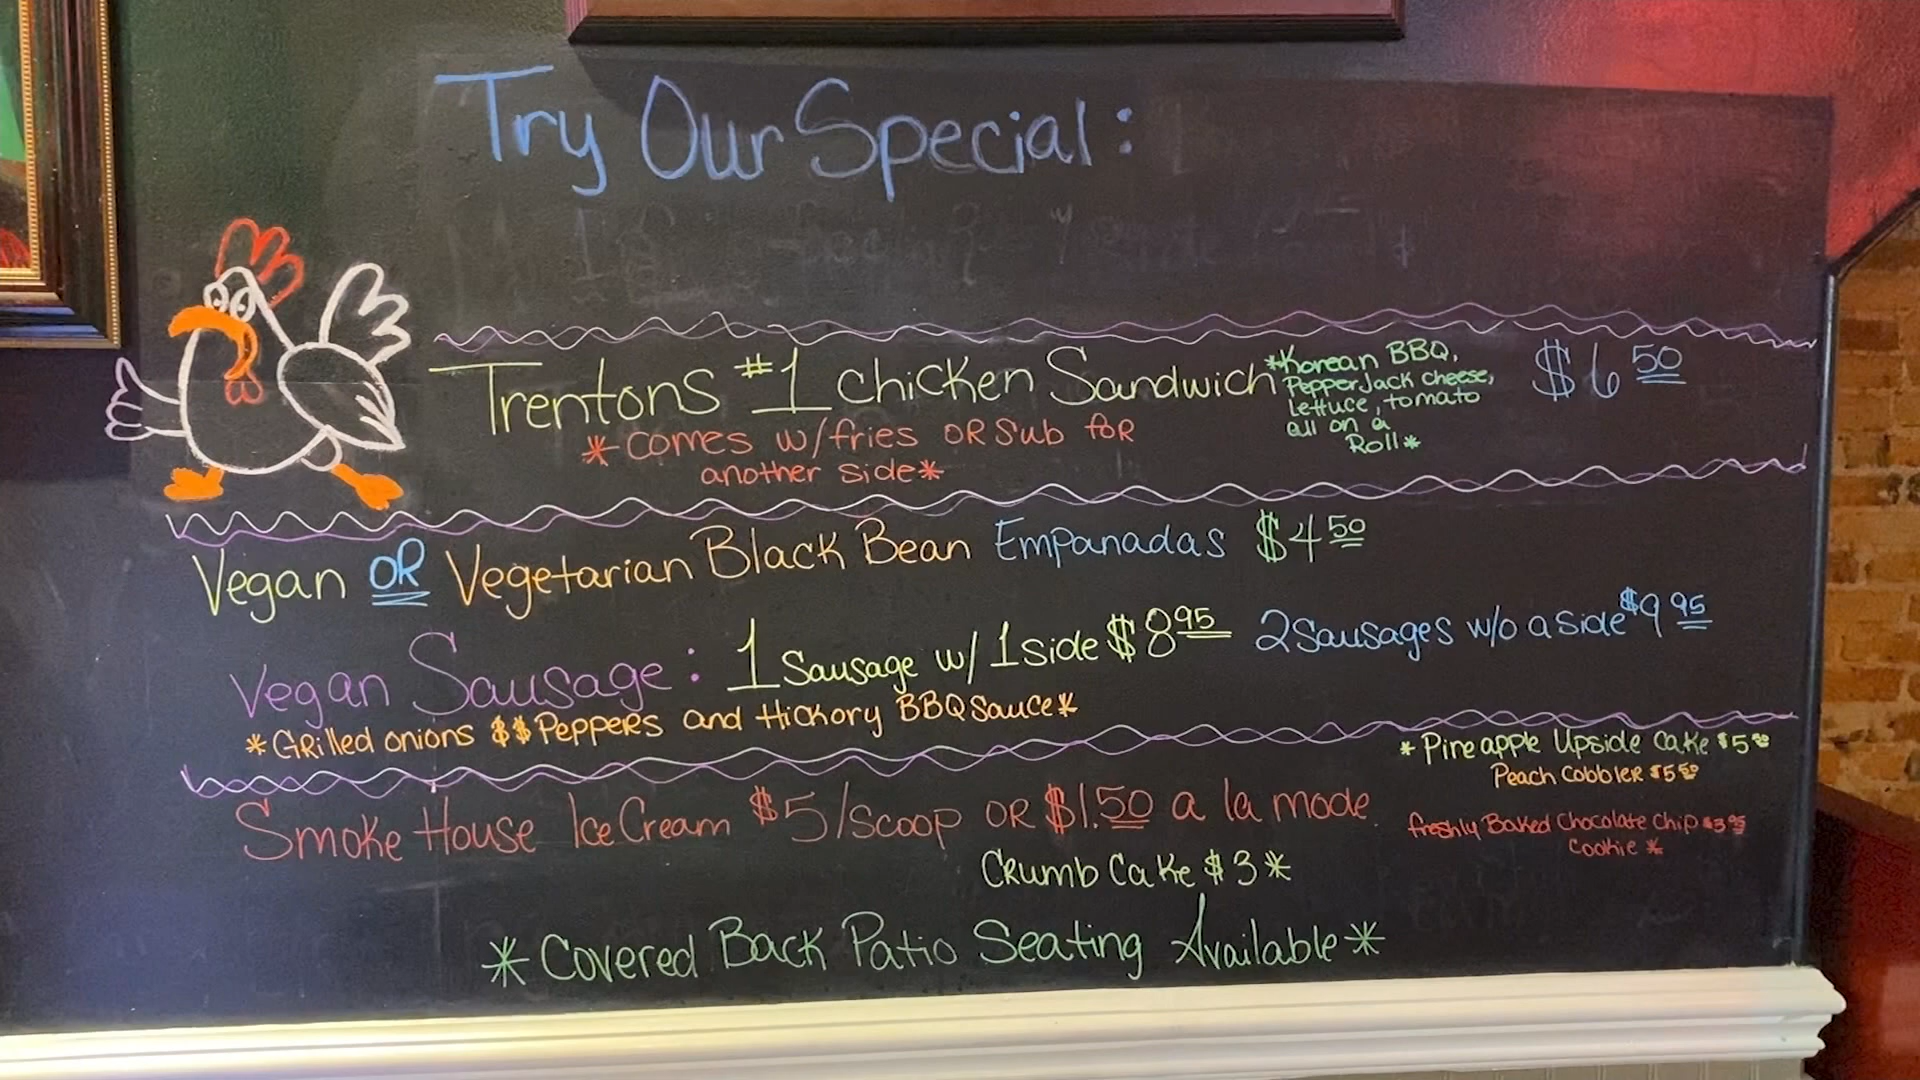 Try Our Special:
Trentons #1 Chicken Sandwich
*Korean BBQ,
PepperJack cheese,
lettuce, tomato
all on a
Roll*
$6 50
*comes w/fries OR Sub for
another side*
Vegan OR Vegetarian Black Bean Empanadas $4 50
Vegan Sausage: 1 Sausage w/ 1 side $8 95 2 Sausages w/o a side $9 95
*Grilled onions $$ Peppers and Hickory BBQ Sauce*
*Pineapple Upside Cake $5 50
Peach Cobbler $5 50
Smoke House Ice Cream $5/scoop OR $1.50 a la mode
freshly Baked Chocolate chip $3 95
Cookie *
Crumb Cake $3*
*Covered Back Patio Seating Available*